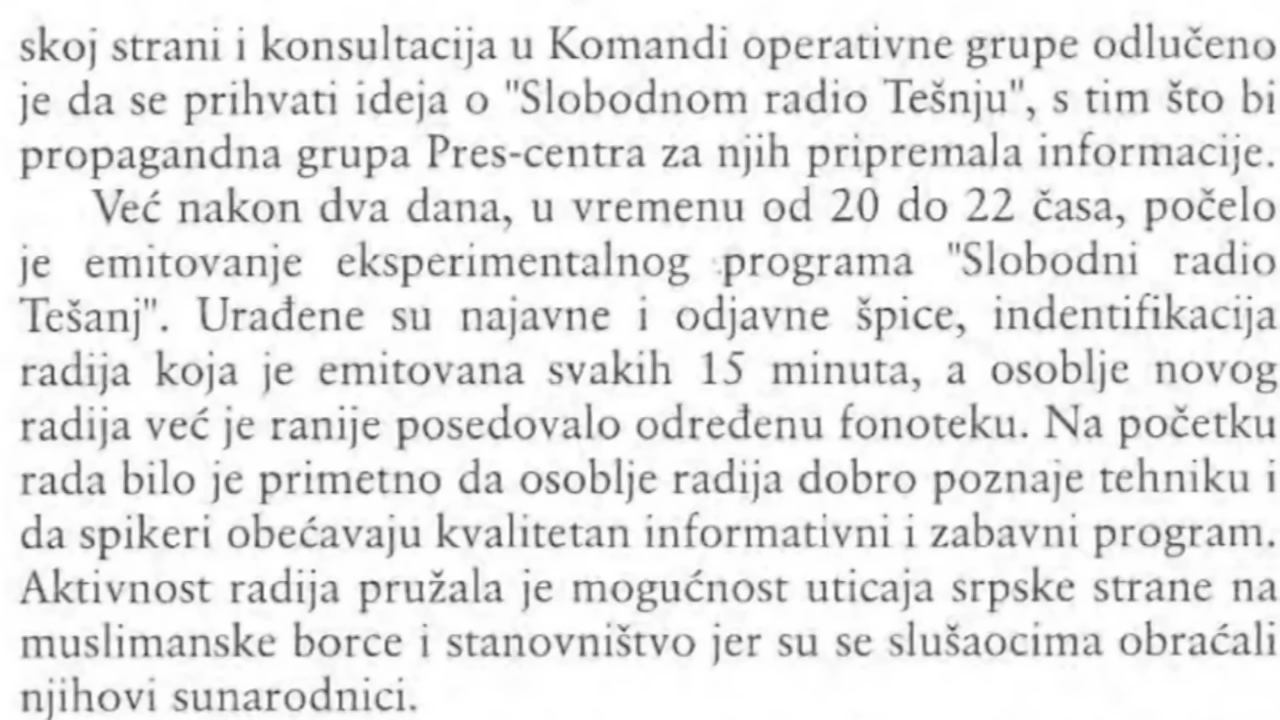 skoj strani i konsultacija u Komandi operativne grupe odlučeno
je da se prihvati ideja o "Slobodnom radio Tešnju", s tim što bi
propagandna grupa Pres-centra za njih pripremala informacije.
Već nakon dva dana, u vremenu od 20 do 22 časa, počelo
je emitovanje eksperimentalnog programa "Slobodni radio
Tešanj". Urađene su najavne i odjavne špice, indentifikacija
radija koja je emitovana svakih 15 minuta, a osoblje novog
radija već je ranije posedovalo određenu fonoteku. Na početku
rada bilo je primetno da osoblje radija dobro poznaje tehniku i
da spikeri obećavaju kvalitetan informativni i zabavni program.
Aktivnost radija pružala je mogućnost uticaja srpske strane na
muslimanske borce i stanovništvo jer su se slušaocima obraćali
njihovi sunarodnici.